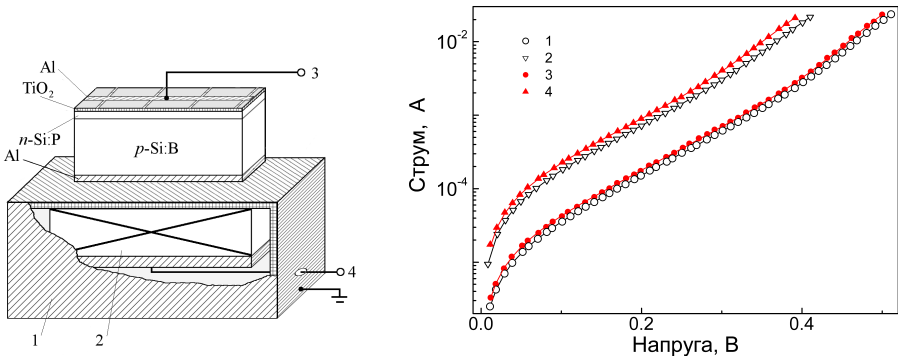 Al
TiO2
n-Si:P
Al
p-Si:B
3
4
1
2
10-2
10-4
Струм, А
1
2
3
4
0.0
0.2
0.4
Напруга, В